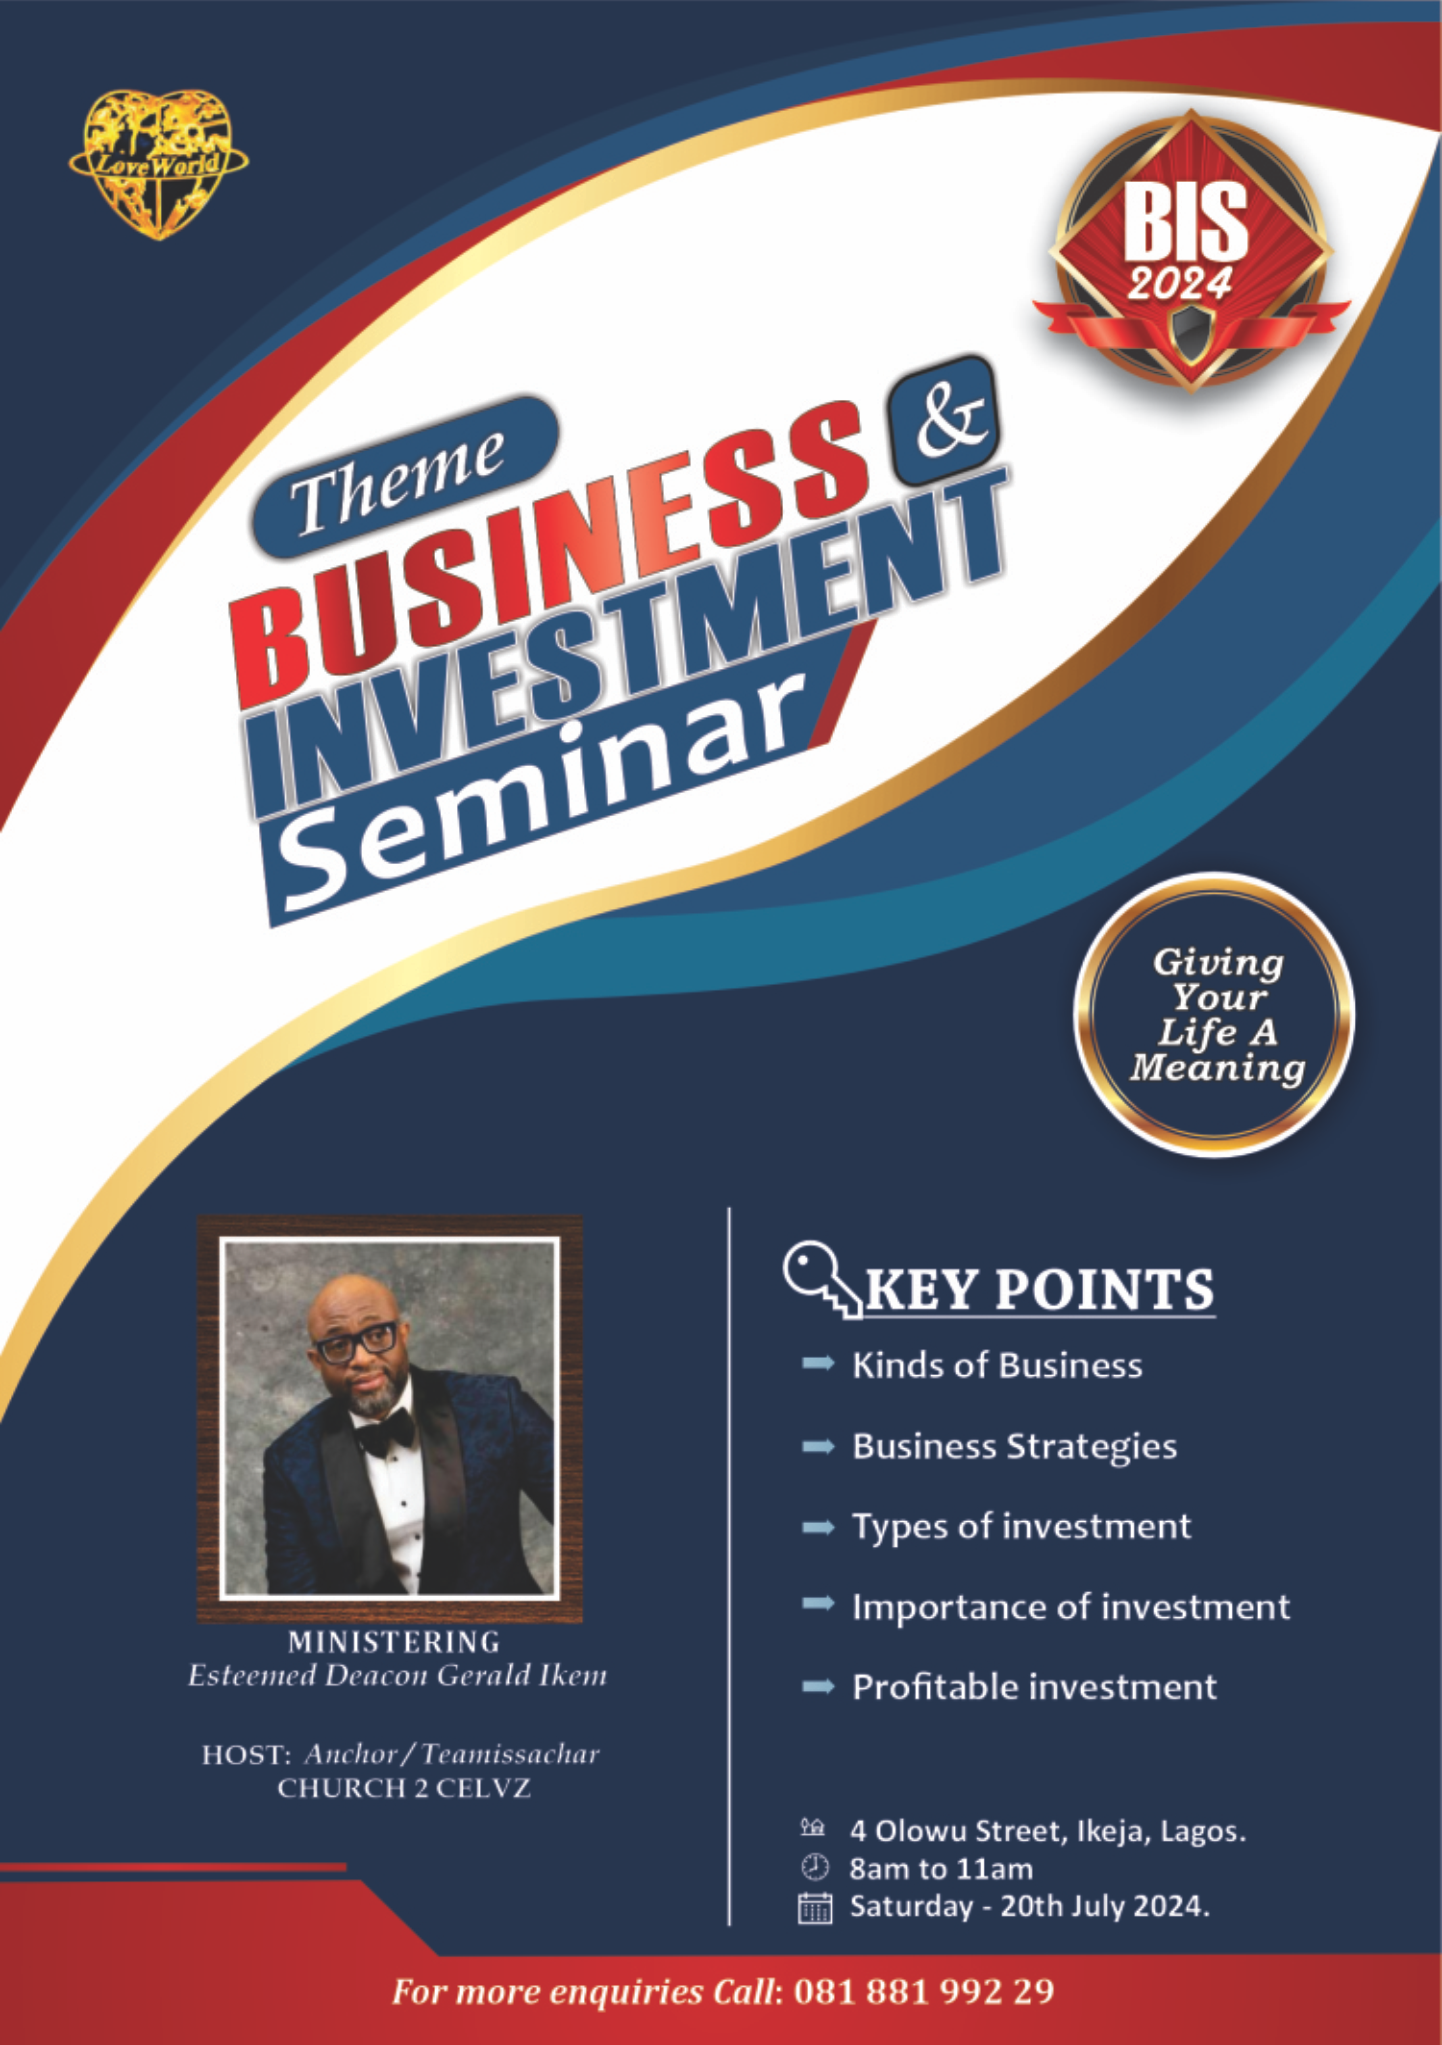 LoveWorld
BIS
2024
Theme
BUSINESS &
INVESTMENT
Seminar
Giving
Your
Life A
Meaning
MINISTERING
Esteemed Deacon Gerald Ikem
HOST: Anchor/Teamissachar
CHURCH 2 CELVZ
KEY POINTS
Kinds of Business
Business Strategies
Types of investment
Importance of investment
Profitable investment
4 Olowu Street, Ikeja, Lagos.
8am to 11am
Saturday - 20th July 2024.
For more enquiries Call: 081 881 992 29